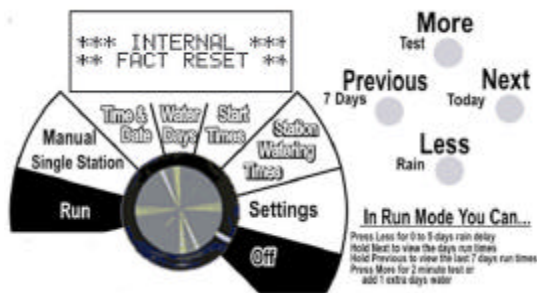 *** INTERNAL ***
** FACT RESET **
Time &
Date
Water
Days
Start
Times
Station
Watering
Times
Manual
Single Station
Run
Settings
Off
More
Test
Previous
7 Days
Next
Today
Less
Rain
In Run Mode You Can...
Press Less for 0 to 5 days rain delay
Hold Next to view the days run times
Hold Previous to view the last 7 days run times
Press More for 2 minute test or
add 1 extra days water